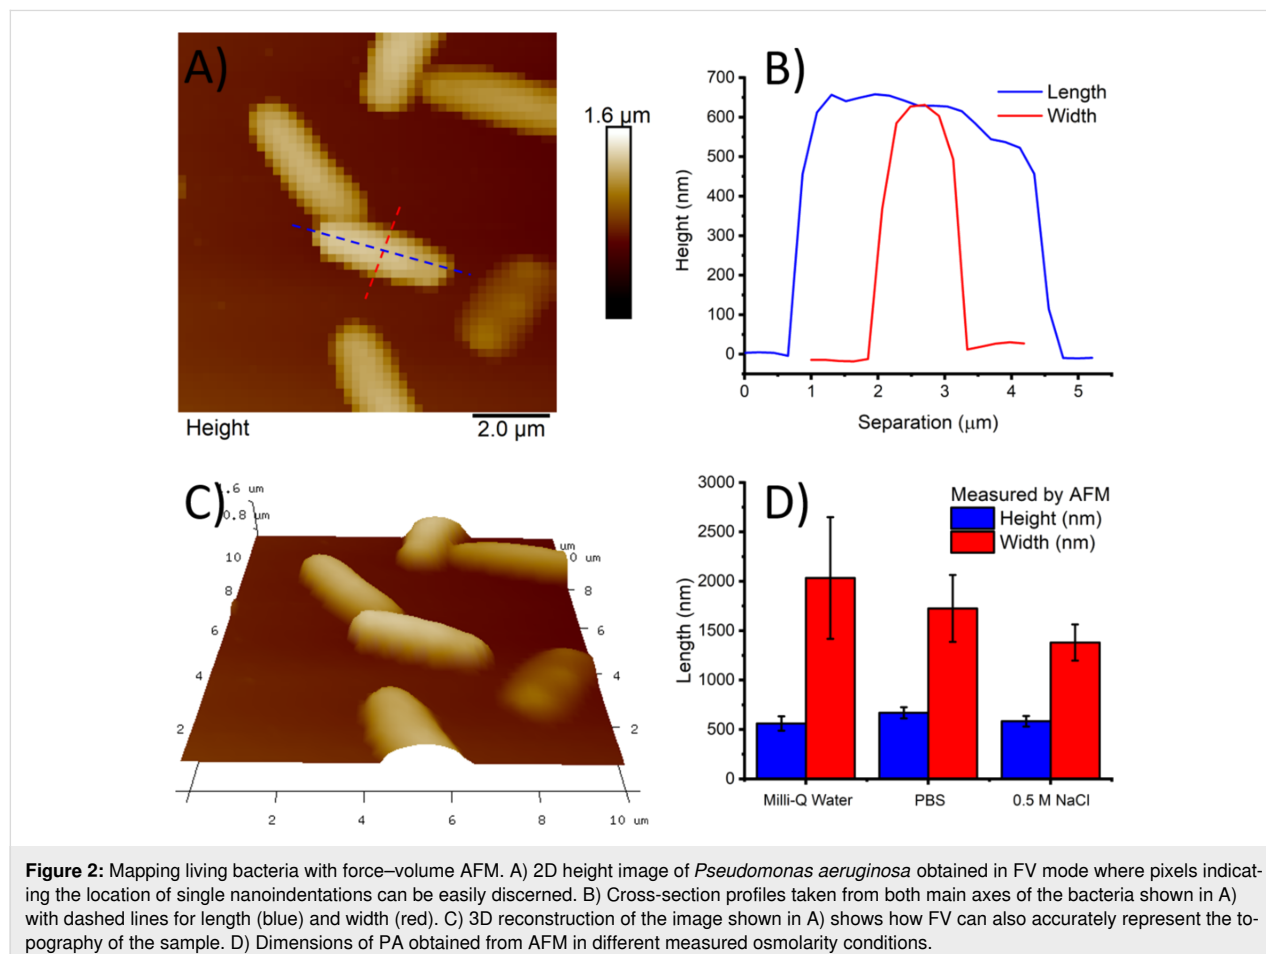 A)
1.6 µm
Height
2.0 µm
B)
700
600
500
400
300
200
100
0
Height (nm)
0 1 2 3 4 5
Separation (µm)
Length
Width
C)
1.6 um
0.8 µm
10
8
6
4
2
um
0 um
8
6
4
2
2 4 6 8 10 um
D)
3000
2500
2000
1500
1000
500
0
Length (nm)
Measured by AFM
Height (nm)
Width (nm)
Milli-Q Water PBS 0.5 M NaCl
Figure 2: Mapping living bacteria with force–volume AFM. A) 2D height image of Pseudomonas aeruginosa obtained in FV mode where pixels indicat-
ing the location of single nanoindentations can be easily discerned. B) Cross-section profiles taken from both main axes of the bacteria shown in A)
with dashed lines for length (blue) and width (red). C) 3D reconstruction of the image shown in A) shows how FV can also accurately represent the to-
pography of the sample. D) Dimensions of PA obtained from AFM in different measured osmolarity conditions.